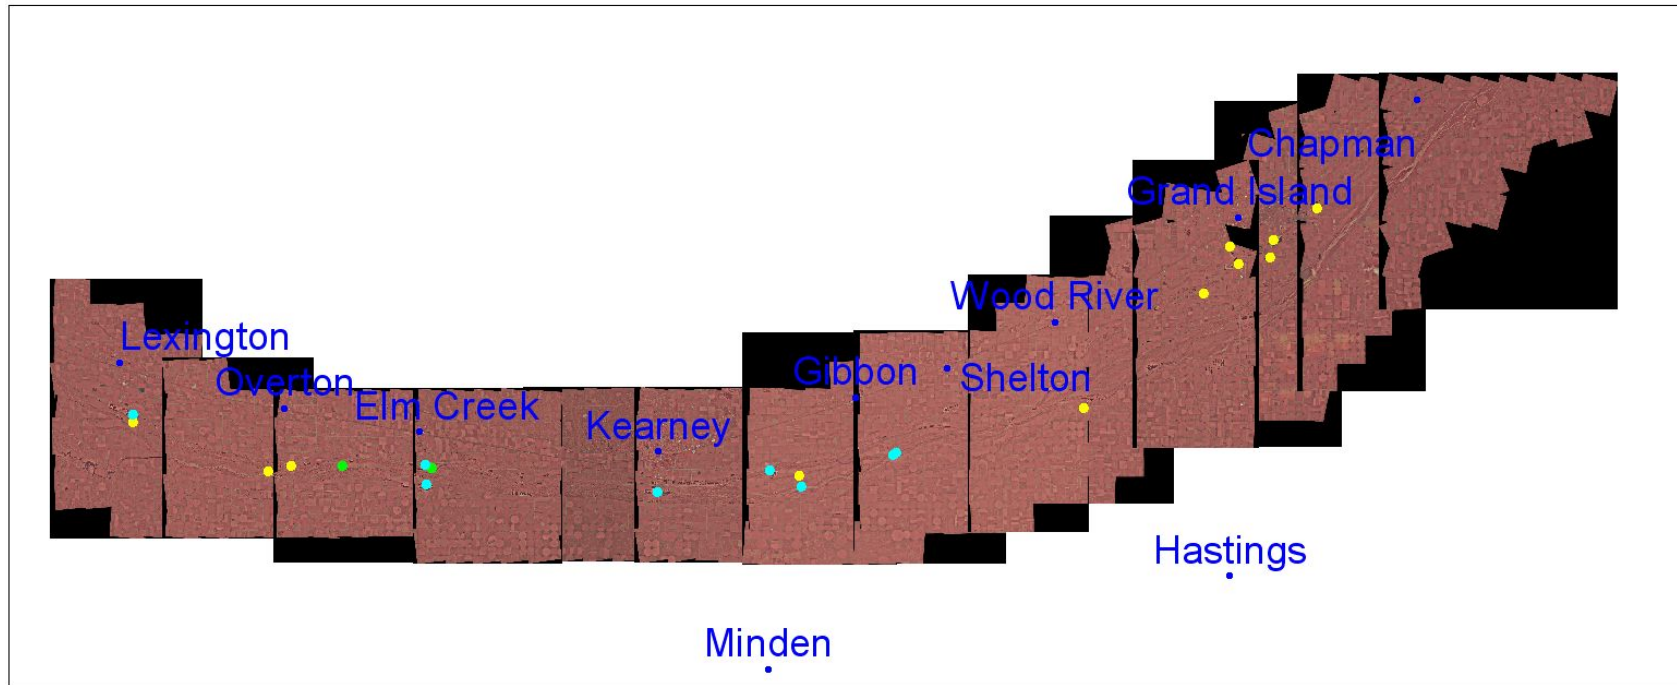 Chapman
Grand Island
Wood River
Lexington
Overton
Elm Creek
Kearney
Gibbon
Shelton
Hastings
Minden